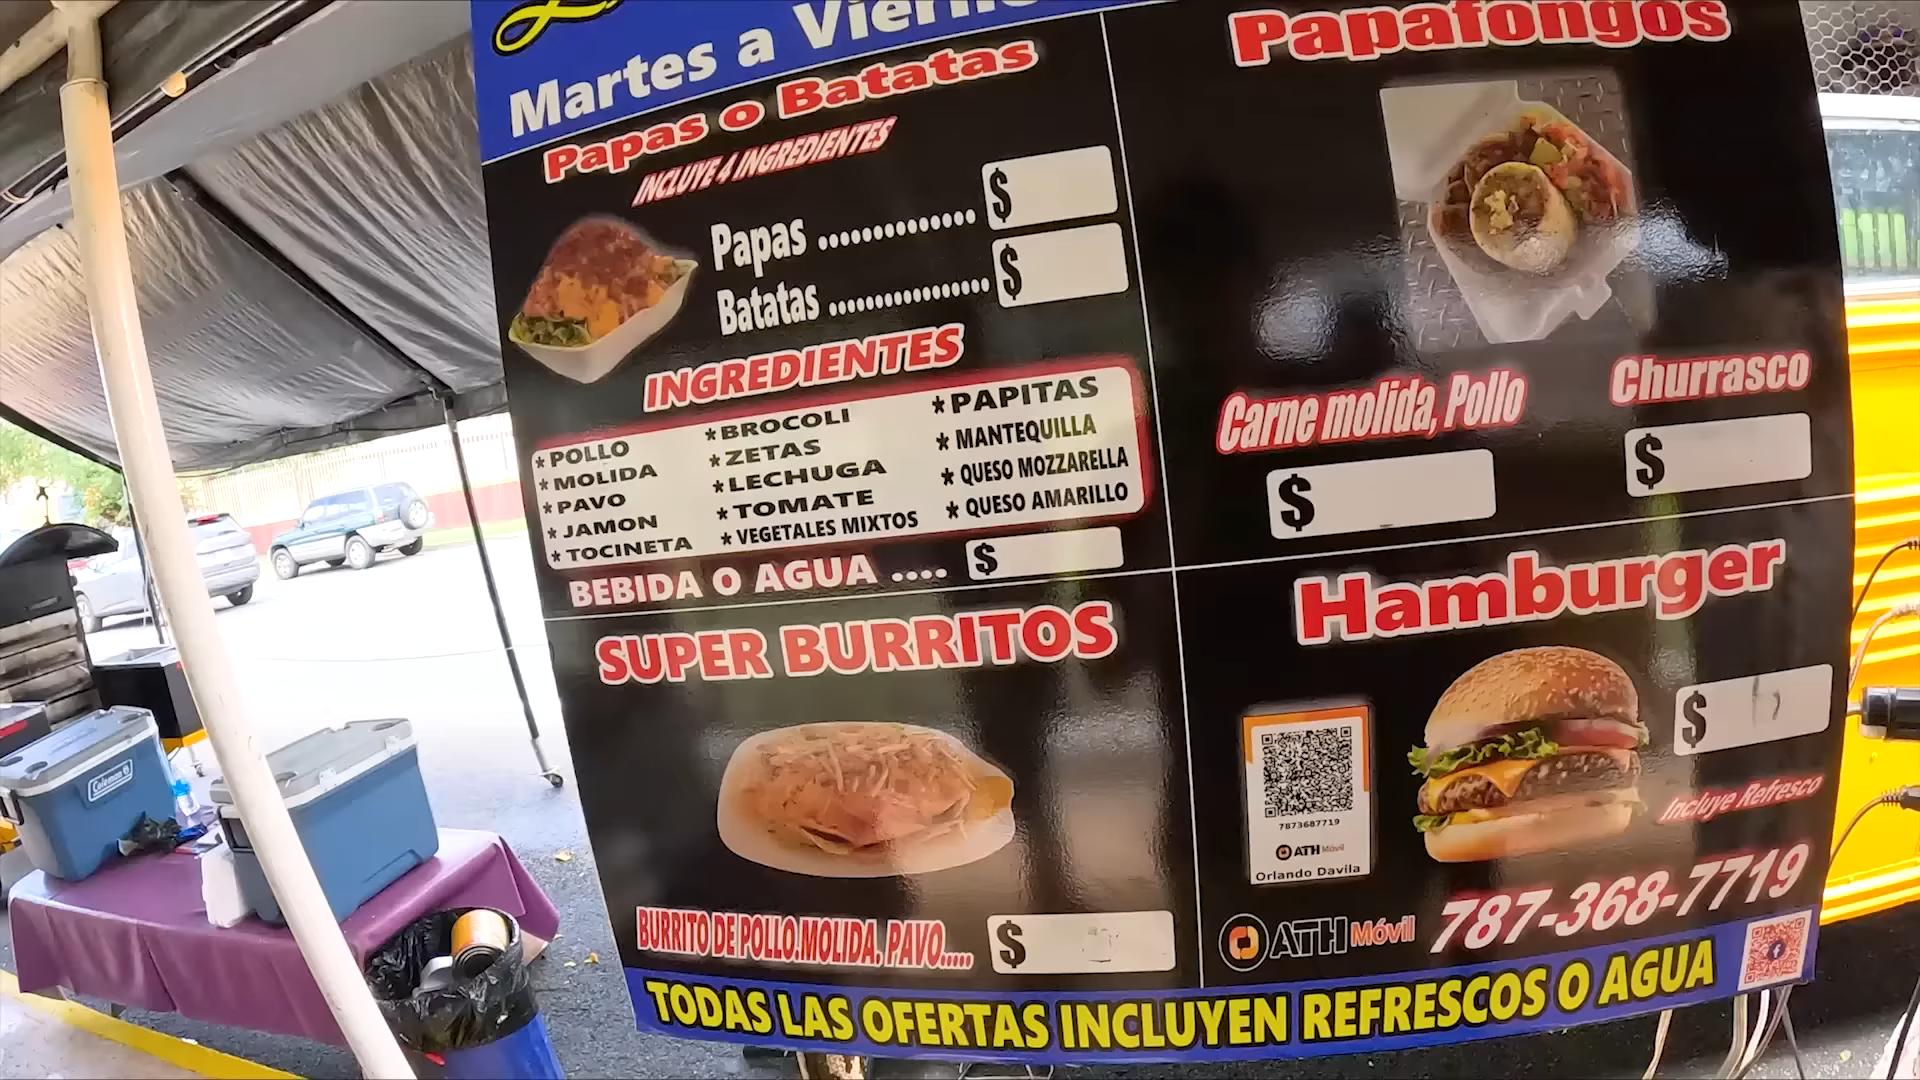 Martes a
Papas o Batatas
INCLUYE 4 INGREDIENTES
Papas ............. $
Batatas ................ $
INGREDIENTES
* POLLO
* MOLIDA
* PAVO
* JAMON
* TOCINETA
* BROCOLI
* ZETAS
* LECHUGA
* TOMATE
* VEGETALES MIXTOS
* PAPITAS
* MANTEQUILLA
* QUESO MOZZARELLA
* QUESO AMARILLO
BEBIDA O AGUA .... $
Papafongos
Carne molida, Pollo
$
Churrasco
$
SUPER BURRITOS
BURRITO DE POLLO.MOLIDA. PAVO..... $
Hamburger
$
Incluye Refresco
7873687719
ATH Móvil
Orlando Davila
ATH Móvil
787-368-7719
TODAS LAS OFERTAS INCLUYEN REFRESCOS O AGUA
Coleman